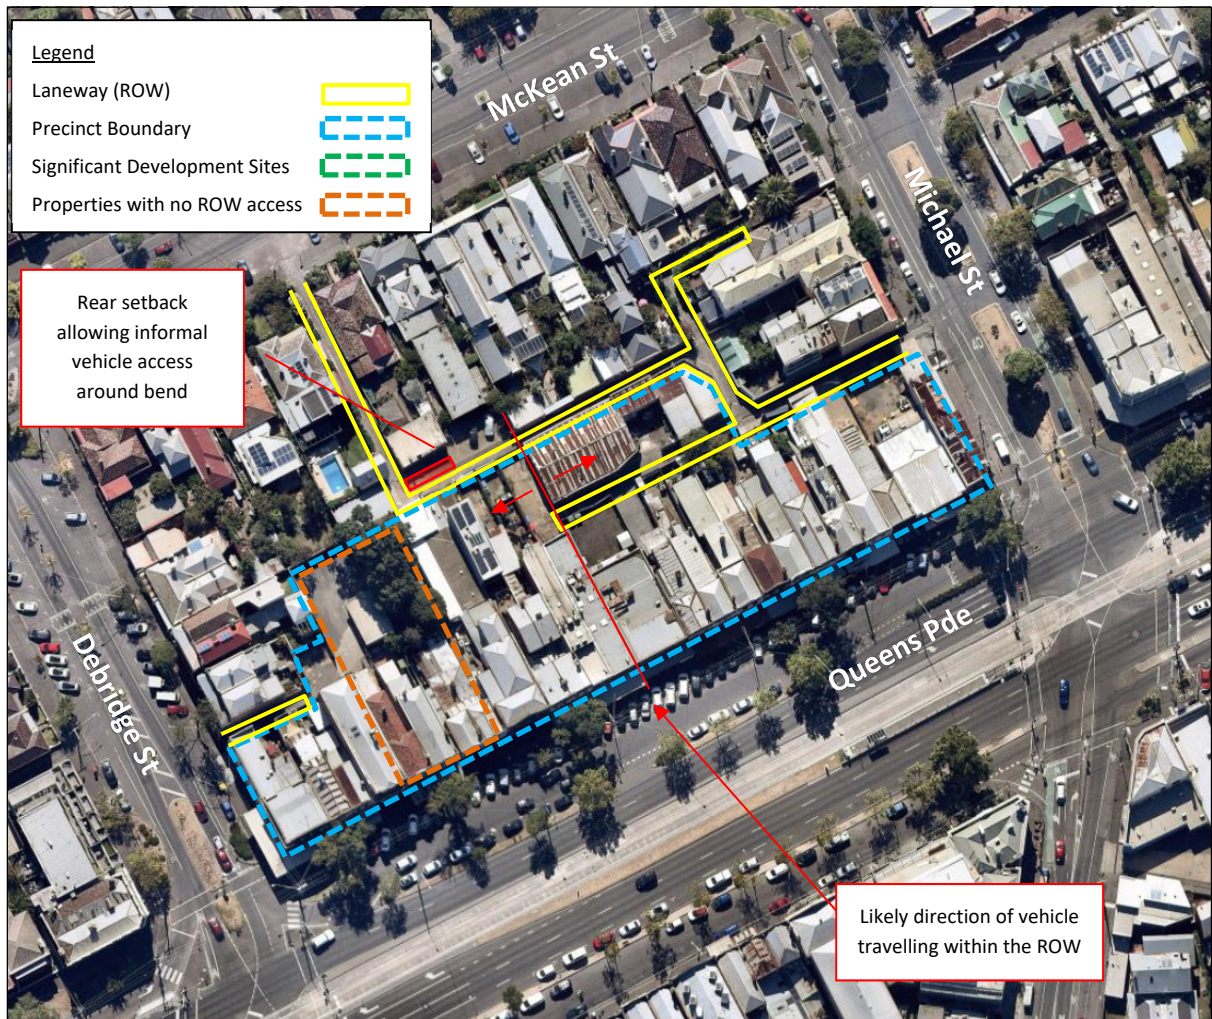 Legend
Laneway (ROW)
Precinct Boundary
Significant Development Sites
Properties with no ROW access
McKean St
Michael St
Rear setback
allowing informal
vehicle access
around bend
Debridge St
Queens Pde
Likely direction of vehicle
travelling within the ROW